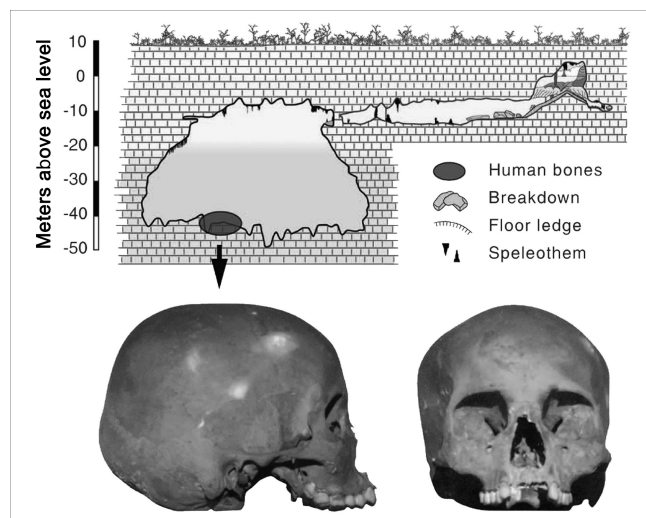 Meters above sea level
10
0
-10
-20
-30
-40
-50
Human bones
Breakdown
Floor ledge
Speleothem